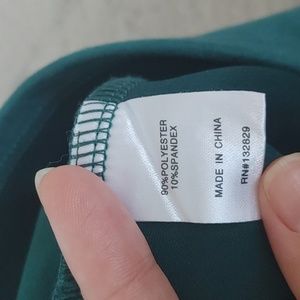 90%POLYESTER
10%SPANDEX
MADE IN CHINA
RN#132829